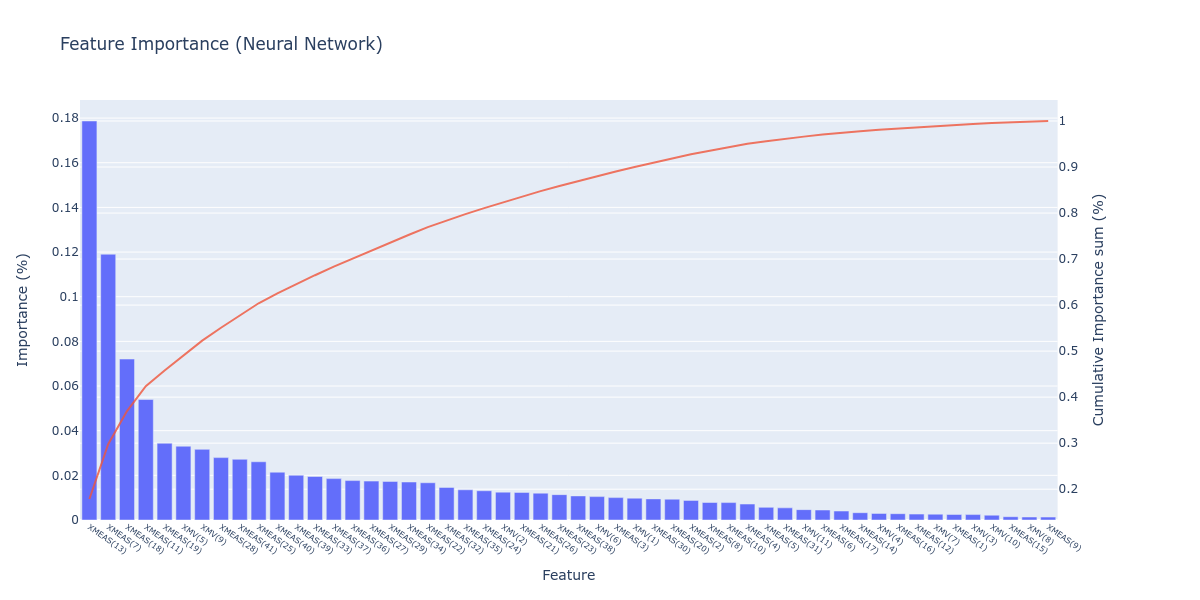 Feature Importance (Neural Network)
0.18
0.16
0.14
0.12
0.1
0.08
0.06
0.04
0.02
0
Importance (%)
1
0.9
0.8
0.7
0.6
0.5
0.4
0.3
0.2
Cumulative Importance sum (%)
XMEAS(13)
XMEAS(7)
XMEAS(18)
XMEAS(11)
XMEAS(19)
XMV(5)
XMV(9)
XMEAS(28)
XMEAS(41)
XMEAS(25)
XMEAS(40)
XMEAS(39)
XMEAS(33)
XMEAS(37)
XMEAS(36)
XMEAS(27)
XMEAS(29)
XMEAS(34)
XMEAS(22)
XMEAS(32)
XMEAS(35)
XMEAS(24)
XMV(2)
XMEAS(21)
XMEAS(26)
XMEAS(23)
XMEAS(38)
XMV(6)
XMEAS(3)
XMV(1)
XMEAS(30)
XMEAS(20)
XMEAS(2)
XMEAS(8)
XMEAS(10)
XMEAS(4)
XMEAS(5)
XMEAS(31)
XMV(11)
XMEAS(6)
XMEAS(17)
XMEAS(14)
XMV(4)
XMEAS(16)
XMEAS(12)
XMV(7)
XMEAS(1)
XMV(3)
XMV(10)
XMEAS(15)
XMV(8)
XMEAS(9)
Feature